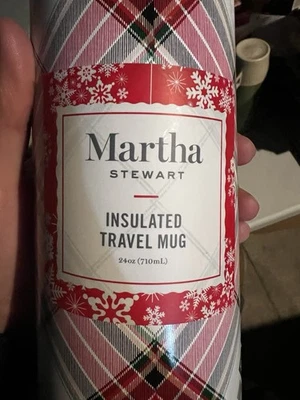 Martha
STEWART
INSULATED
TRAVEL MUG
24oz (710mL)